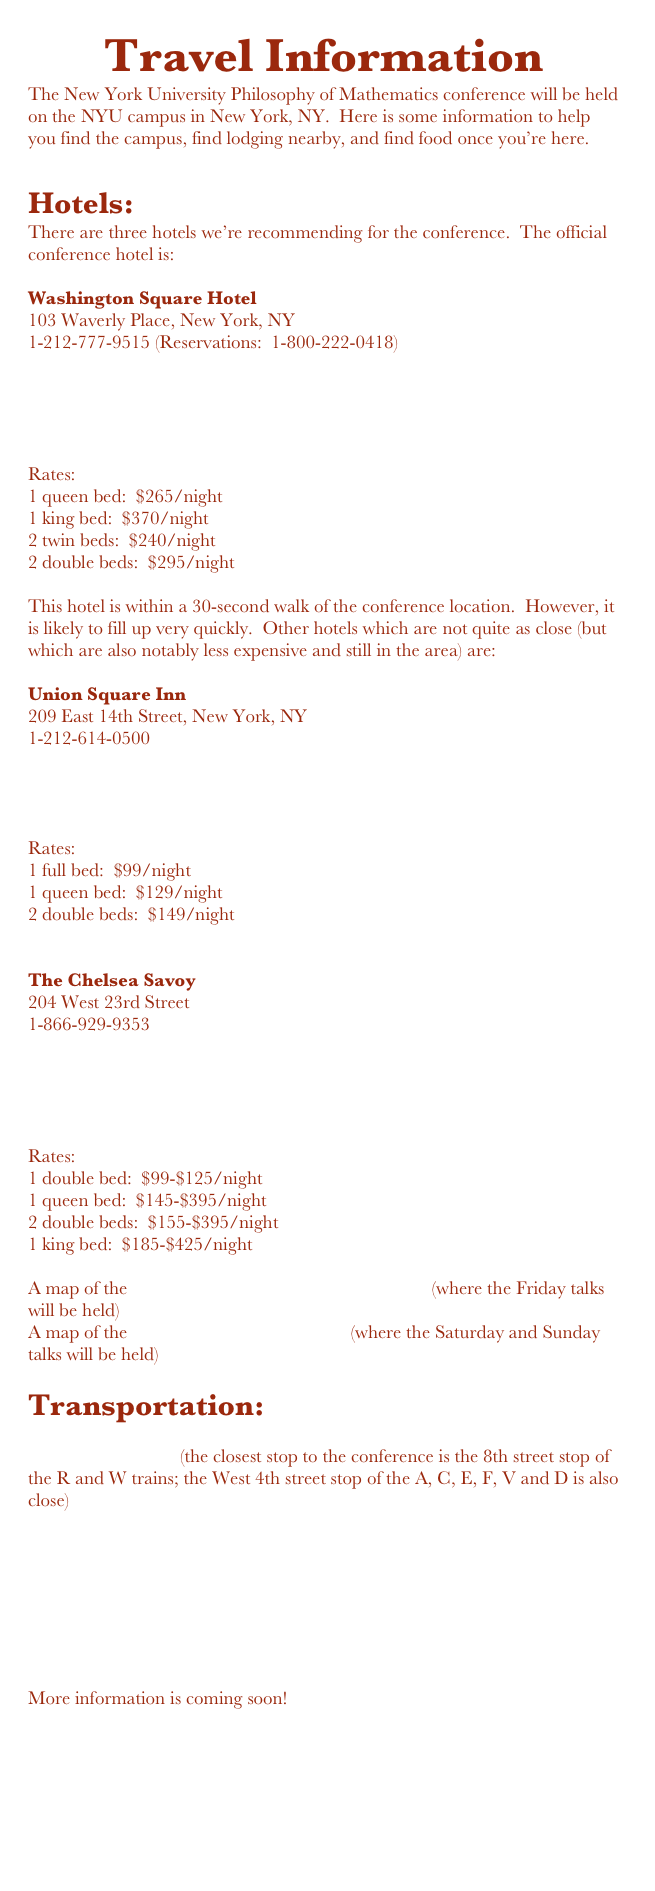 Travel Information
The New York University Philosophy of Mathematics conference will be held
on the NYU campus in New York, NY.  Here is some information to help
you find the campus, find lodging nearby, and find food once you’re here.
Hotels:
There are three hotels we’re recommending for the conference.  The official
conference hotel is:
Washington Square Hotel
103 Waverly Place, New York, NY
1-212-777-9515 (Reservations:  1-800-222-0418)
Rates:
1 queen bed:  $265/night
1 king bed:  $370/night
2 twin beds:  $240/night
2 double beds:  $295/night
This hotel is within a 30-second walk of the conference location.  However, it
is likely to fill up very quickly.  Other hotels which are not quite as close (but
which are also notably less expensive and still in the area) are:
Union Square Inn
209 East 14th Street, New York, NY
1-212-614-0500
Rates:
1 full bed:  $99/night
1 queen bed:  $129/night
2 double beds:  $149/night
The Chelsea Savoy
204 West 23rd Street
1-866-929-9353
Rates:
1 double bed:  $99-$125/night
1 queen bed:  $145-$395/night
2 double beds:  $155-$395/night
1 king bed:  $185-$425/night
A map of the (where the Friday talks
will be held)
A map of the (where the Saturday and Sunday
talks will be held)
Transportation:
(the closest stop to the conference is the 8th street stop of
the R and W trains; the West 4th street stop of the A, C, E, F, V and D is also
close)
More information is coming soon!